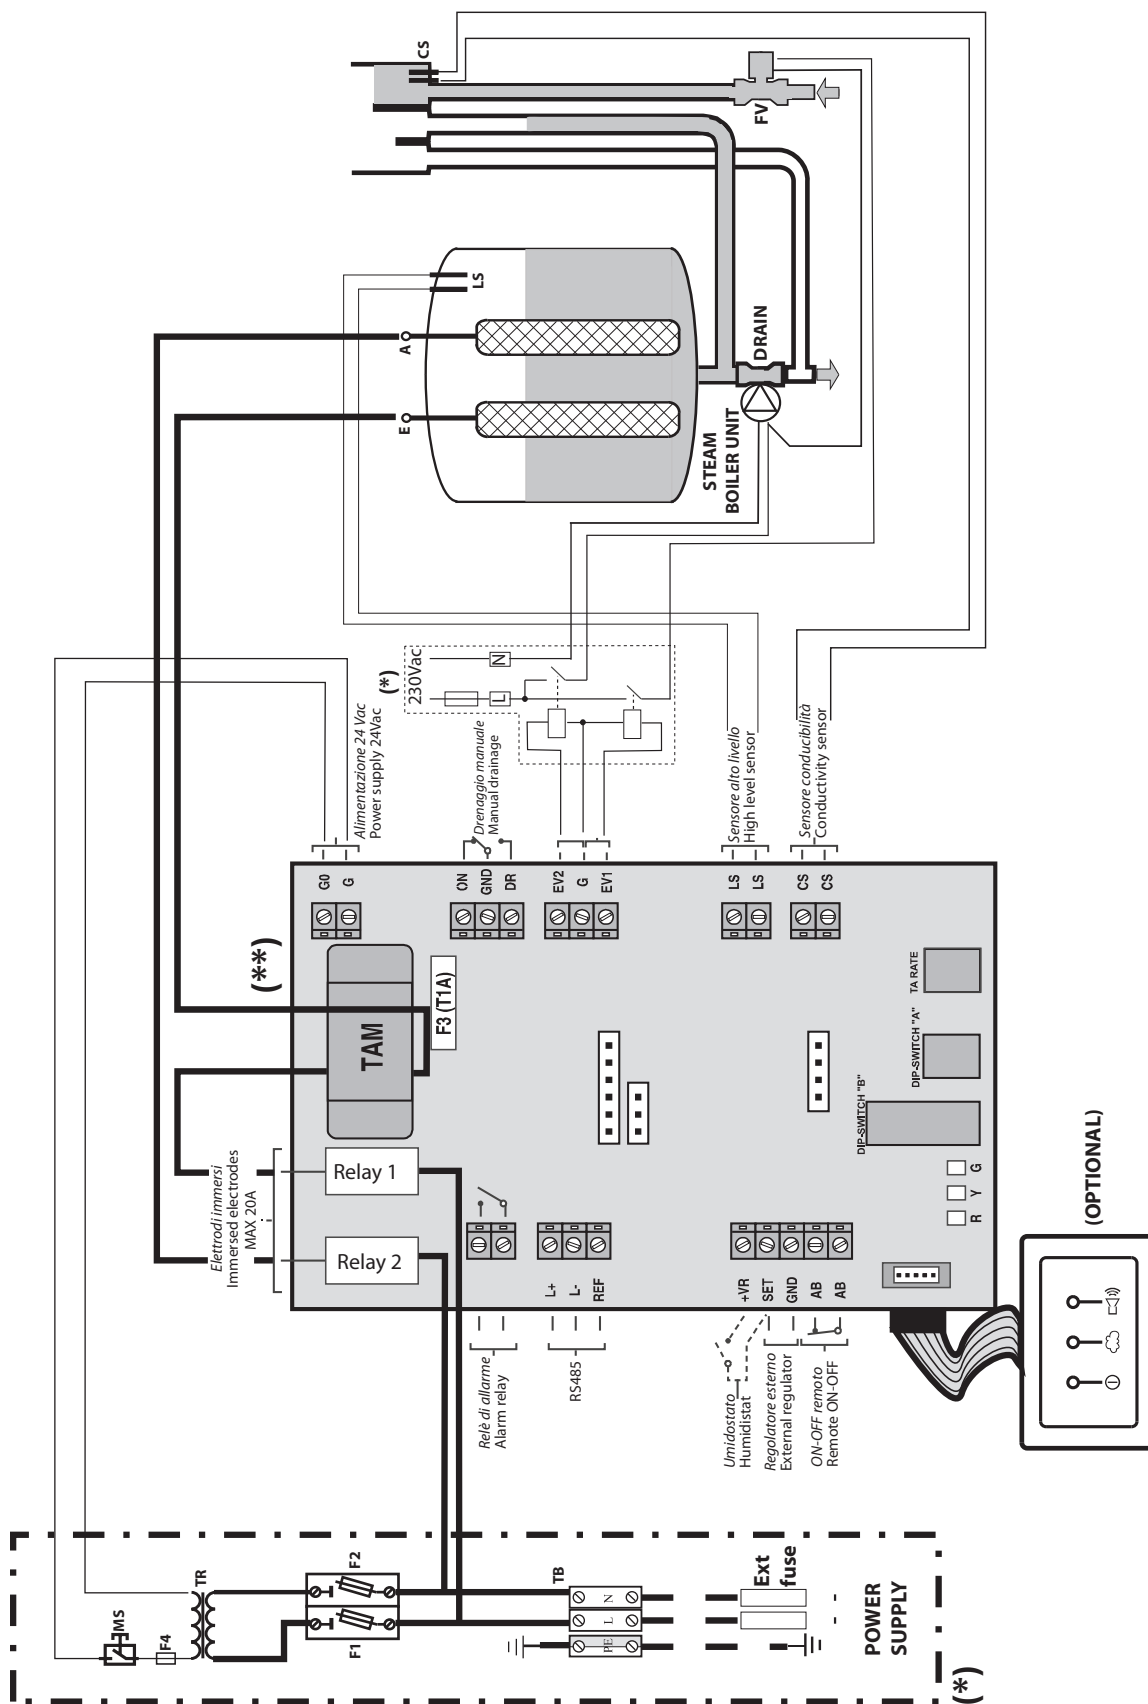 MS
F4
TR
F2
F1
TB
N
L
PE
Ext
fuse
POWER
SUPPLY
(*)
Elettrodi immersi
Immersed electrodes
MAX 20A
Relay 2
Relay 1
TAM
F3 (T1A)
(**)
G0
G
Alimentazione 24 Vac
Power supply 24Vac
ON
GND
DR
Drenaggio manuale
Manual drainage
EV2
G
EV1
(*)
230Vac
L
N
LS
LS
Sensore alto livello
High level sensor
CS
CS
Sensore conducibilità
Conductivity sensor
Relè di allarme
Alarm relay
L+
L-
REF
RS485
+VR
SET
GND
AB
AB
Umidostato
Humidistat
Regolatore esterno
External regulator
ON-OFF remoto
Remote ON-OFF
R
Y
G
DIP-SWITCH "B"
DIP-SWITCH "A"
TA RATE
(OPTIONAL)
E
A
LS
STEAM
BOILER UNIT
DRAIN
FV
CS